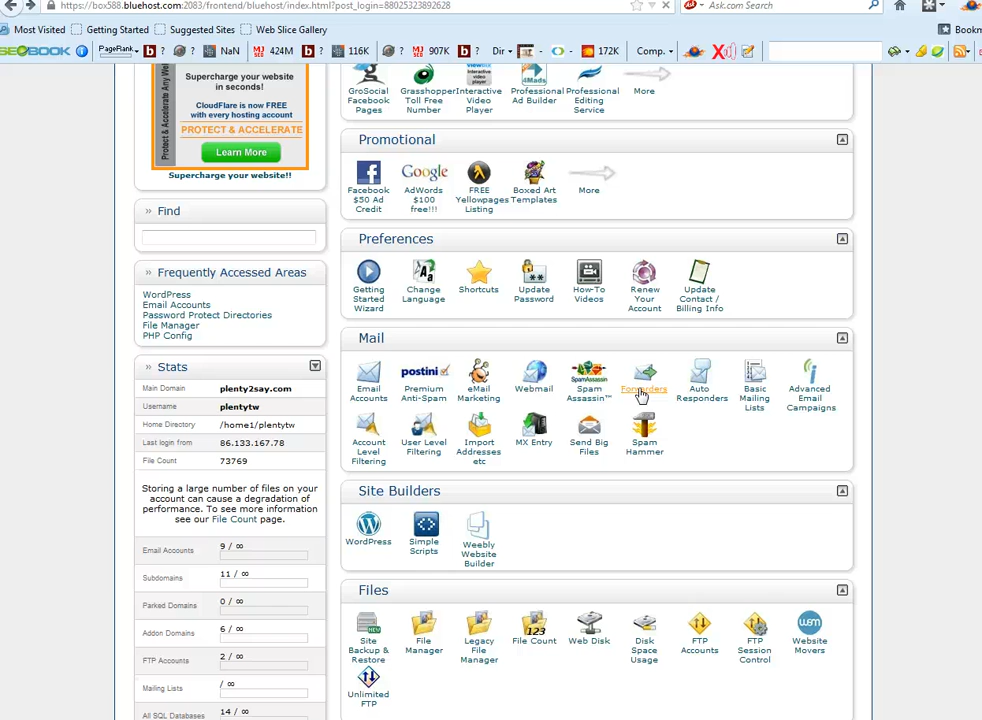 https://box588.bluehost.com:2083/frontend/bluehost/index.html?post_login=88025323892628
Ask.com Search
Most Visited
Getting Started
Suggested Sites
Web Slice Gallery
Bookm
SEOBOOK
PageRank
?
NaN
424M
?
116K
?
907K
?
Dir
172K
Comp.
Protect & Accelerate Any We
Supercharge your website
in seconds!
CloudFlare is now FREE
with every hosting account
PROTECT & ACCELERATE
Learn More
Supercharge your website!!
Find
Frequently Accessed Areas
WordPress
Email Accounts
Password Protect Directories
File Manager
PHP Config
Stats
Main Domain plenty2say.com
Username plentytw
Home Directory /home1/plentytw
Last login from 86.133.167.78
File Count 73769
Storing a large number of files on your
account can cause a degradation of
performance. To see more information
see our File Count page.
Email Accounts 9 / ∞
Subdomains 11 / ∞
Parked Domains 0 / ∞
Addon Domains 6 / ∞
FTP Accounts 2 / ∞
Mailing Lists / ∞
All SQL Databases 14 / ∞
GroSocial
Facebook
Pages
Grasshopper
Toll Free
Number
Interactive
Video
Player
4Mads
Professional
Ad Builder
Professional
Editing
Service
More
Promotional
Facebook
$50 Ad
Credit
Google
AdWords
$100
free!!!
FREE
Yellowpages
Listing
Boxed Art
Templates
More
Preferences
Getting
Started
Wizard
Change
Language
Shortcuts
Update
Password
How-To
Videos
Renew
Your
Account
Update
Contact /
Billing Info
Mail
Email
Accounts
postini
Premium
Anti-Spam
eMail
Marketing
Webmail
SpamAssassin
Spam
Assassin™
Forwarders
Auto
Responders
Basic
Mailing
Lists
Advanced
Email
Campaigns
Account
Level
Filtering
User Level
Filtering
Import
Addresses
etc
MX Entry
Send Big
Files
Spam
Hammer
Site Builders
WordPress
Simple
Scripts
Weebly
Website
Builder
Files
NEW
Site
Backup &
Restore
File
Manager
Legacy
File
Manager
123
File Count
Web Disk
Disk
Space
Usage
FTP
Accounts
FTP
Session
Control
wsm
Website
Movers
Unlimited
FTP